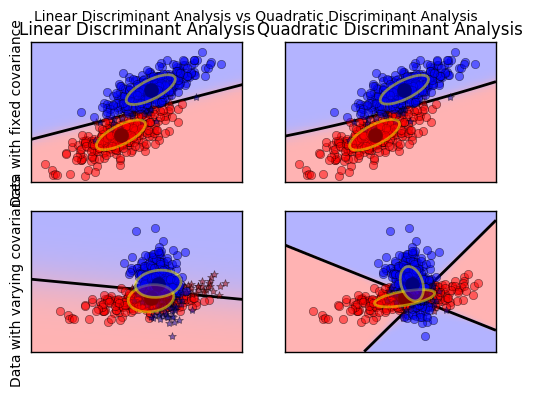 Linear Discriminant Analysis vs Quadratic Discriminant Analysis
Linear Discriminant Analysis
Quadratic Discriminant Analysis
Data with fixed covariance
Data with varying covariances